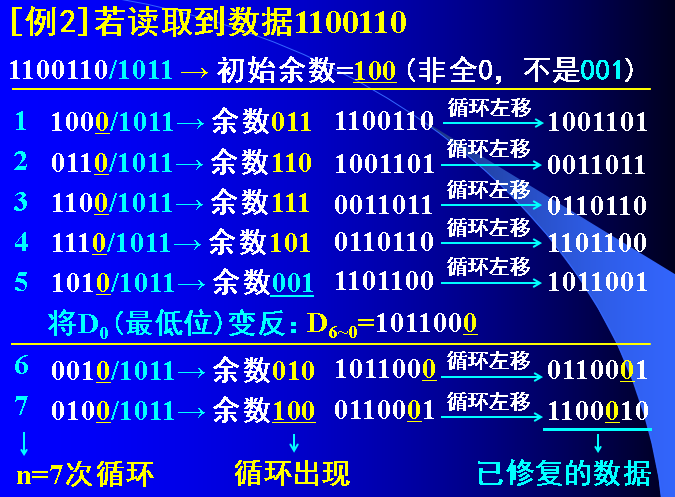 [例2]若读取到数据1100110
1100110/1011 → 初始余数=100 (非全0，不是001)
1 1000/1011→ 余数011 1100110 循环左移 1001101
2 0110/1011→ 余数110 1001101 循环左移 0011011
3 1100/1011→ 余数111 0011011 循环左移 0110110
4 1110/1011→ 余数101 0110110 循环左移 1101100
5 1010/1011→ 余数001 1101100 循环左移 1011001
将D0(最低位)变反：D6~0=1011000
6 0010/1011→ 余数010 1011000 循环左移 0110001
7 0100/1011→ 余数100 0110001 循环左移 1100010
n=7次循环 循环出现 已修复的数据